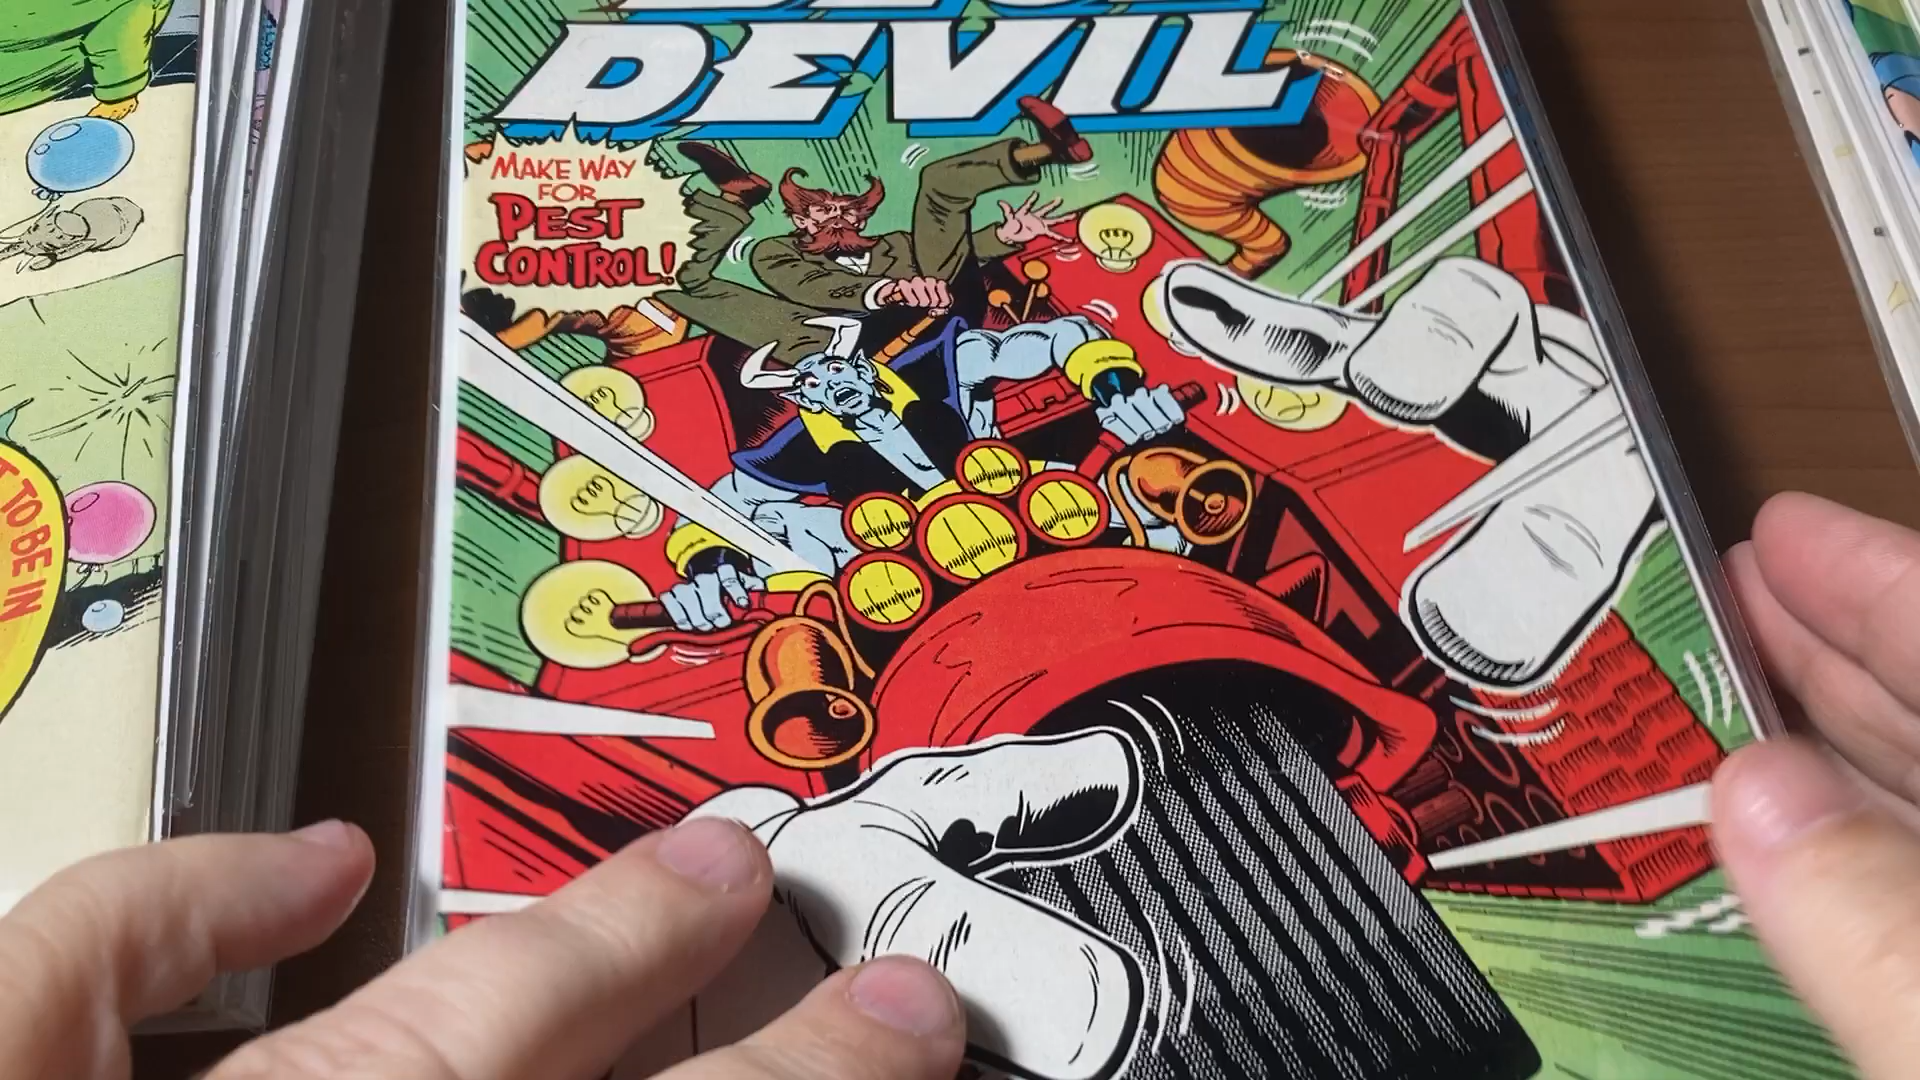 DEVIL
MAKE WAY
FOR
PEST
CONTROL!
T TO BE IN